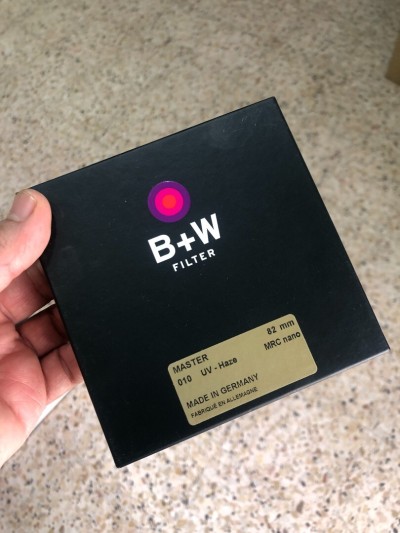 B+W
FILTER
MASTER 82 mm
010 UV - Haze MRC nano
MADE IN GERMANY
FABRIQUÉ EN ALLEMAGNE